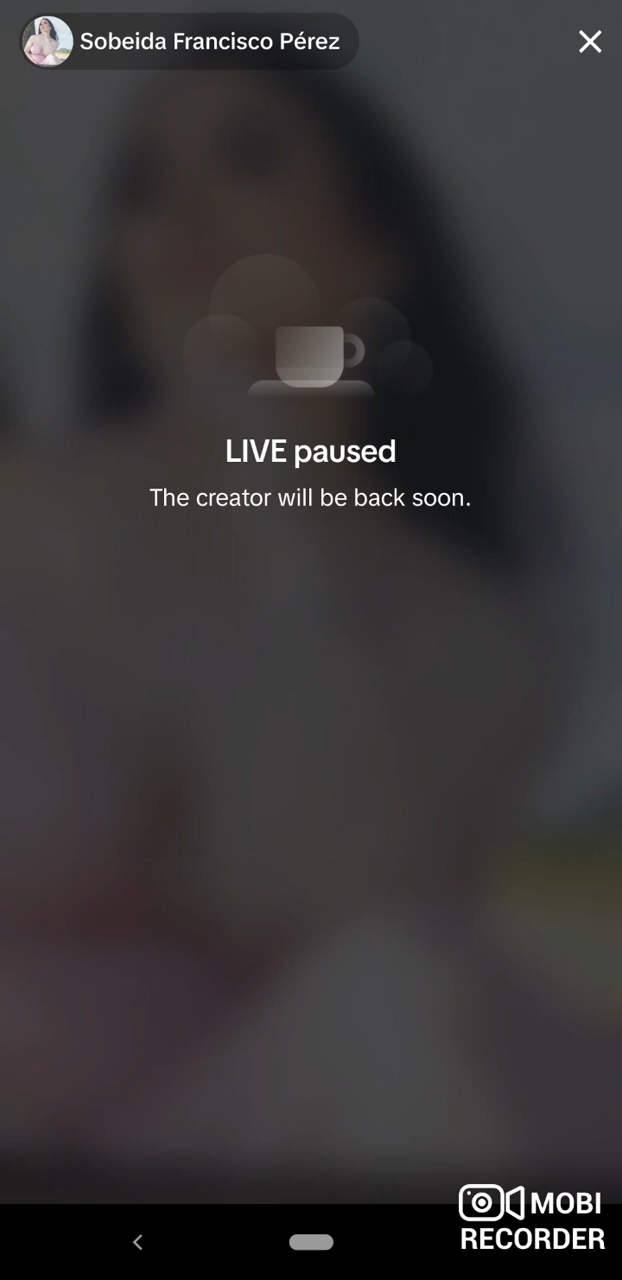 Sobeida Francisco Pérez
LIVE paused
The creator will be back soon.
MOBI
RECORDER